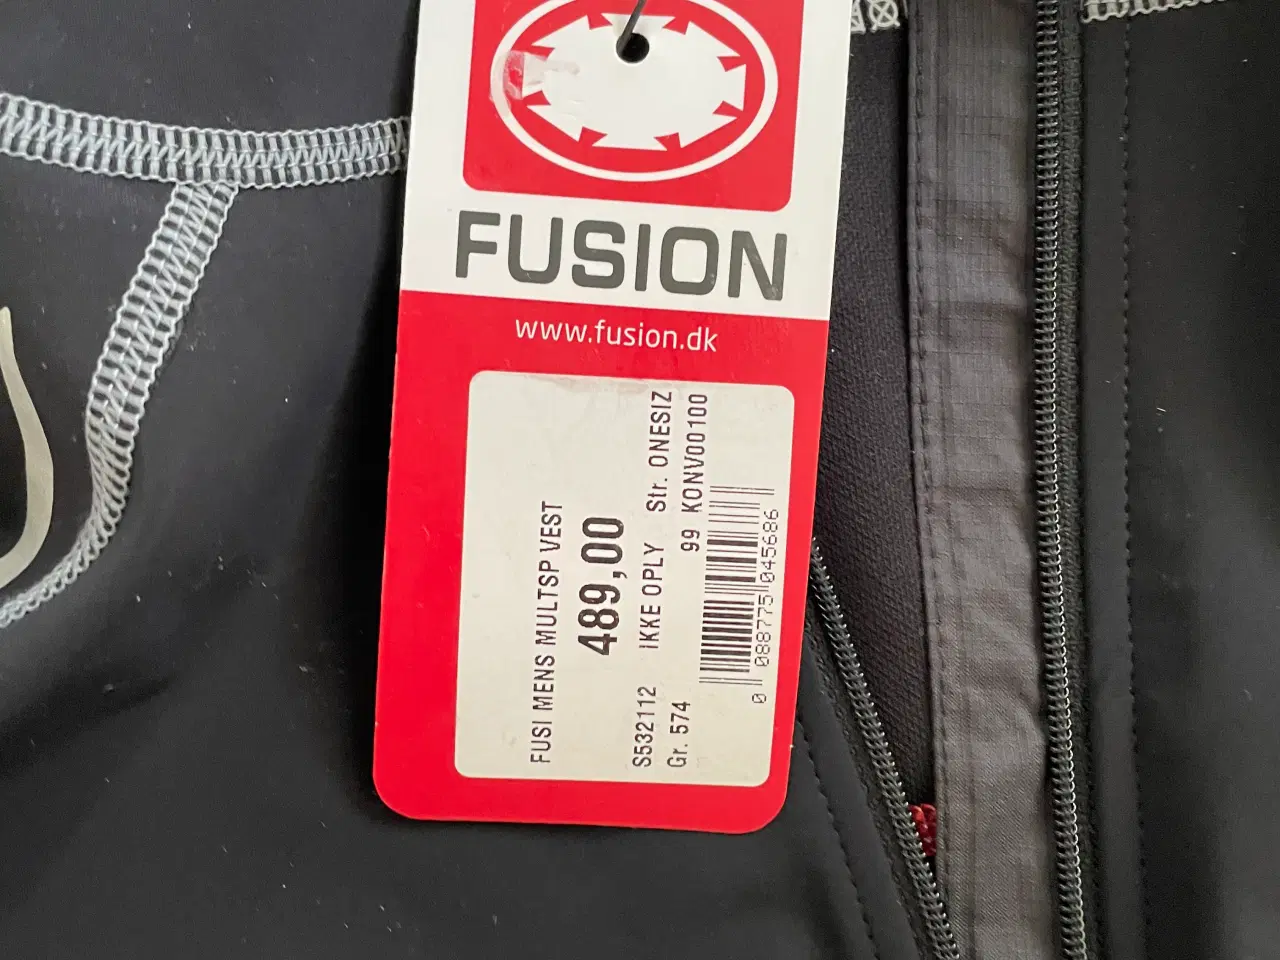 FUSION
www.fusion.dk
FUSI MENS MULTSP VEST
489,00
S532112 IKKE OPLY Str. ONESIZ
Gr. 574 99 KONV00100
0 088775 045686